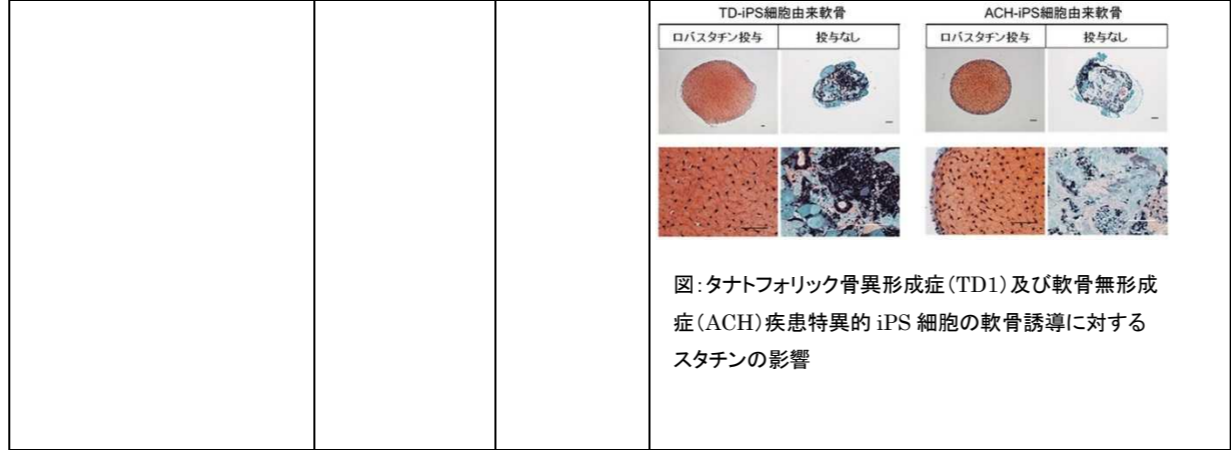 TD-iPS細胞由来軟骨 ACH-iPS細胞由来軟骨
ロバスタチン投与 投与なし ロバスタチン投与 投与なし
図：タナトフォリック骨異形成症（TD1）及び軟骨無形成
症（ACH）疾患特異的 iPS 細胞の軟骨誘導に対する
スタチンの影響